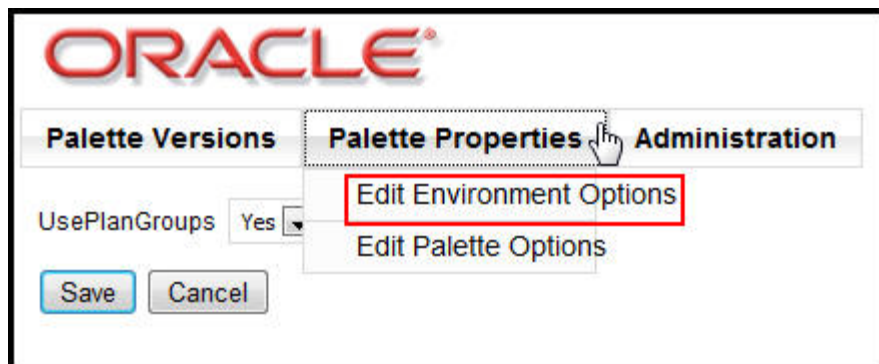 ORACLE®
Palette Versions Palette Properties Administration
Edit Environment Options
UsePlanGroups Yes
Edit Palette Options
Save Cancel